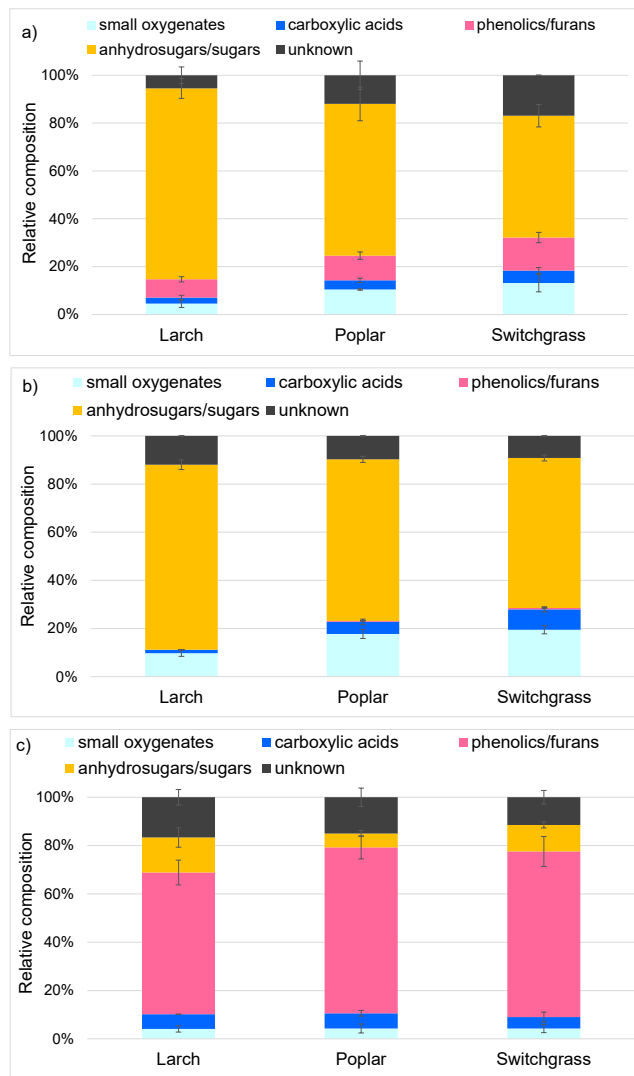 a)
small oxygenates carboxylic acids phenolics/furans
anhydrosugars/sugars unknown
100%
80%
60%
40%
20%
0%
Relative composition
Larch Poplar Switchgrass
b)
small oxygenates carboxylic acids phenolics/furans
anhydrosugars/sugars unknown
100%
80%
60%
40%
20%
0%
Relative composition
Larch Poplar Switchgrass
c)
small oxygenates carboxylic acids phenolics/furans
anhydrosugars/sugars unknown
100%
80%
60%
40%
20%
0%
Relative composition
Larch Poplar Switchgrass